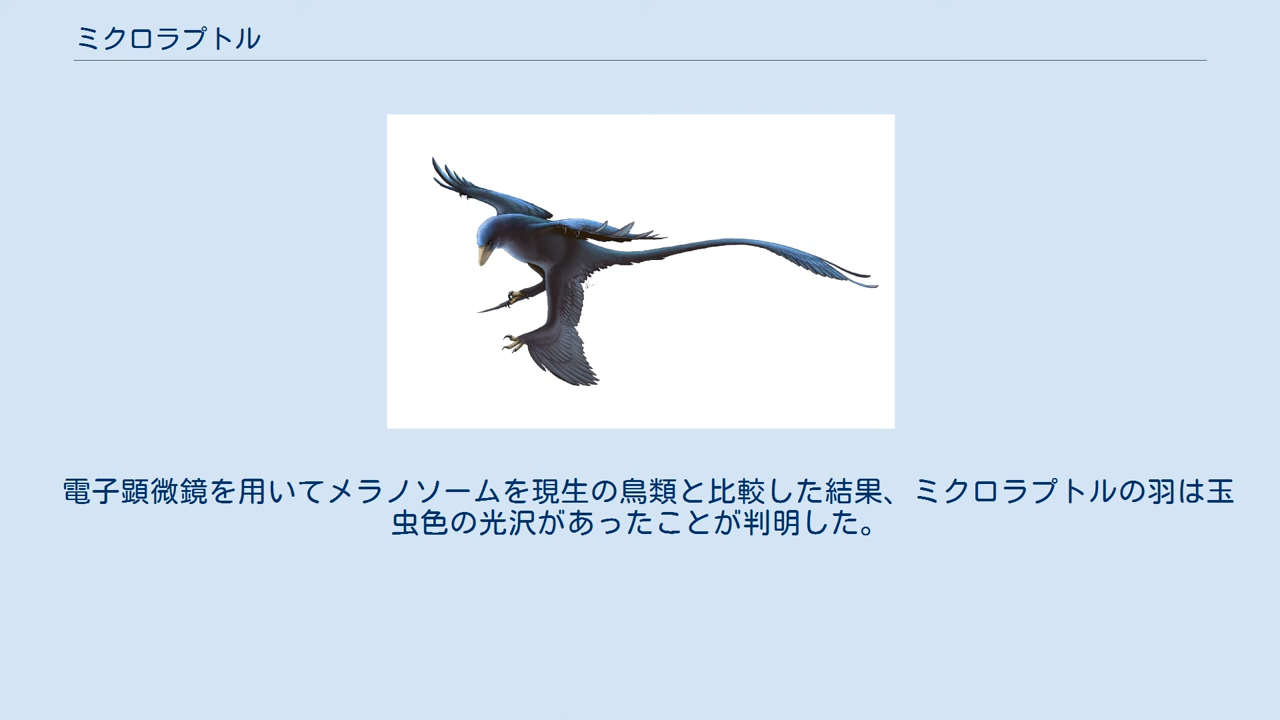 ミクロラプトル
電子顕微鏡を用いてメラノソームを現生の鳥類と比較した結果、ミクロラプトルの羽は玉
虫色の光沢があったことが判明した。